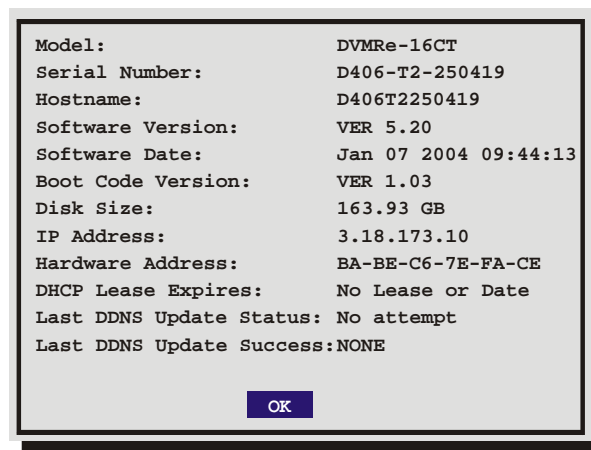 Model: DVMRe-16CT
Serial Number: D406-T2-250419
Hostname: D406T2250419
Software Version: VER 5.20
Software Date: Jan 07 2004 09:44:13
Boot Code Version: VER 1.03
Disk Size: 163.93 GB
IP Address: 3.18.173.10
Hardware Address: BA-BE-C6-7E-FA-CE
DHCP Lease Expires: No Lease or Date
Last DDNS Update Status: No attempt
Last DDNS Update Success:NONE
OK